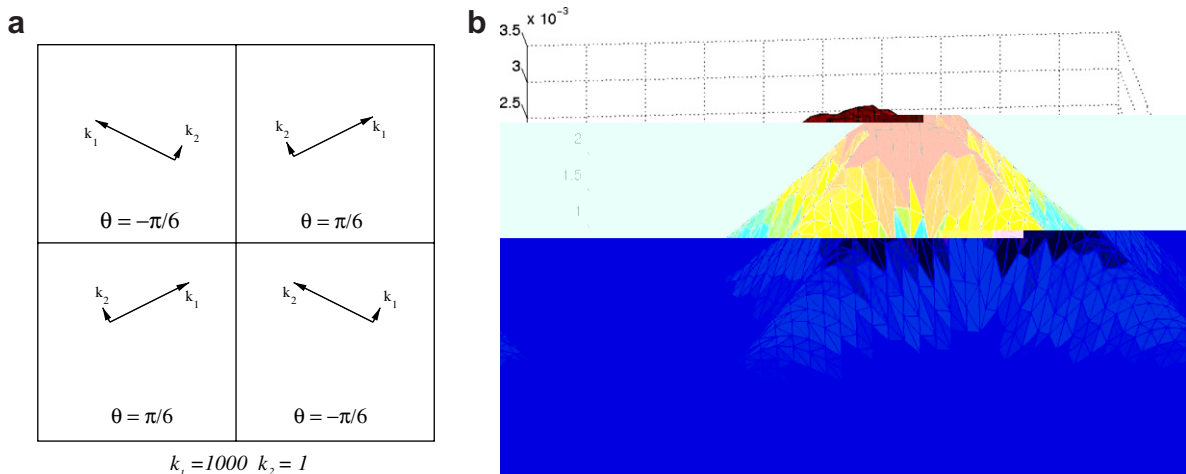 a
k₁
k₂
θ = −π/6
k₂
k₁
θ = π/6
k₂
k₁
θ = π/6
k₂
k₁
θ = −π/6
k₁ =1000 k₂ = 1
b
x 10⁻³
3.5
3
2.5
2
1.5
1